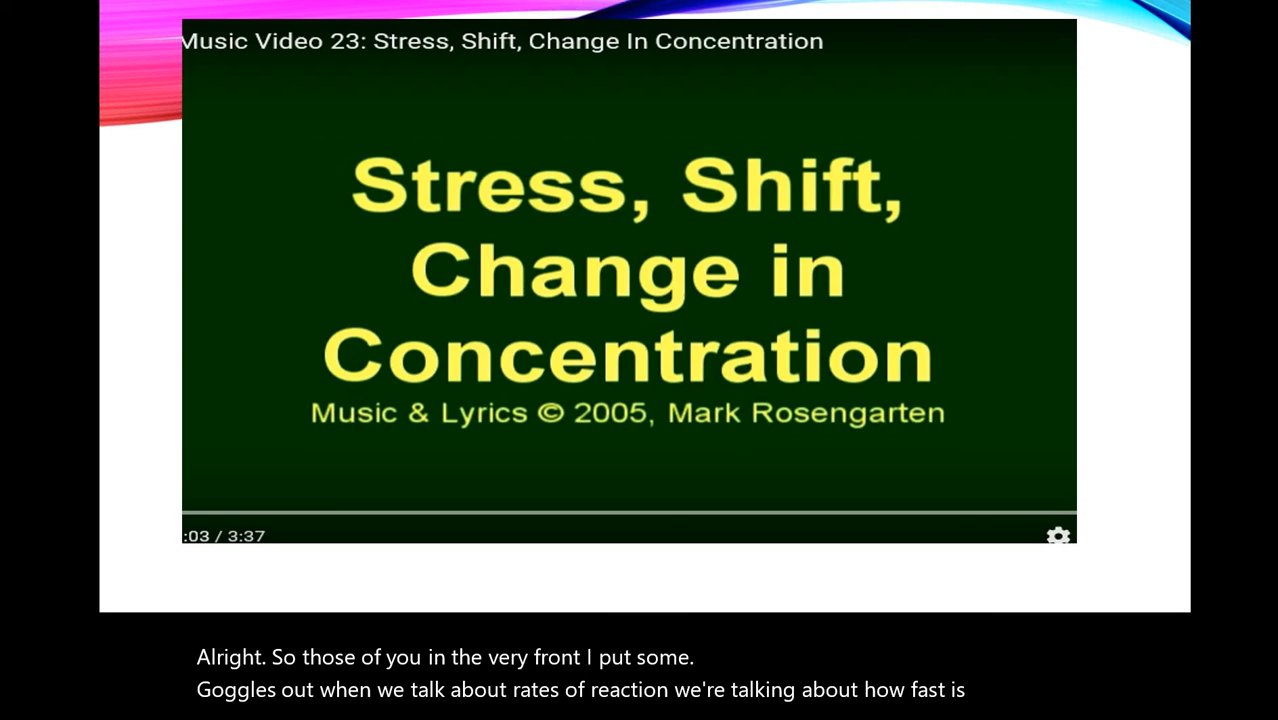 Music Video 23: Stress, Shift, Change In Concentration
Stress, Shift,
Change in
Concentration
Music & Lyrics © 2005, Mark Rosengarten
:03 / 3:37
Alright. So those of you in the very front I put some.
Goggles out when we talk about rates of reaction we're talking about how fast is